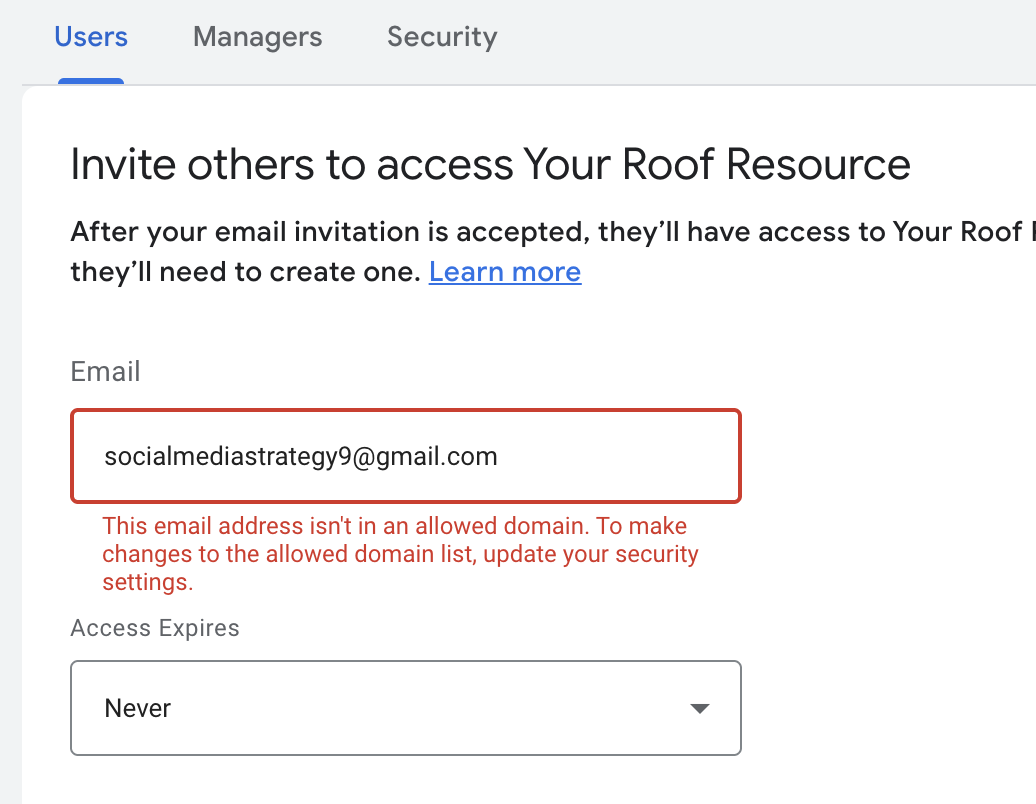 Users Managers Security
Invite others to access Your Roof Resource
After your email invitation is accepted, they’ll have access to Your Roof
they’ll need to create one. Learn more
Email
socialmediastrategy9@gmail.com
This email address isn't in an allowed domain. To make
changes to the allowed domain list, update your security
settings.
Access Expires
Never